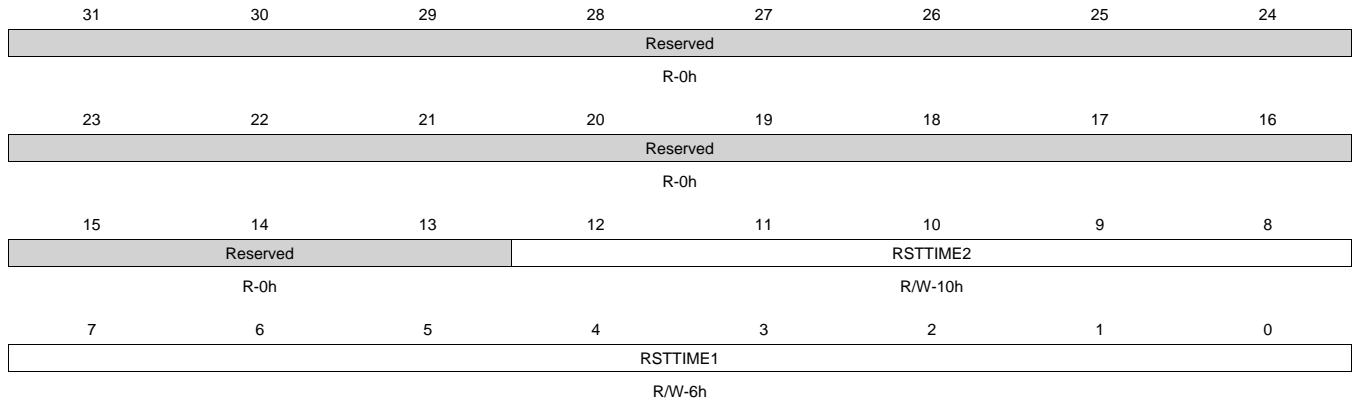 31 30 29 28 27 26 25 24
Reserved
R-0h
23 22 21 20 19 18 17 16
Reserved
R-0h
15 14 13 12 11 10 9 8
Reserved RSTTIME2
R-0h R/W-10h
7 6 5 4 3 2 1 0
RSTTIME1
R/W-6h